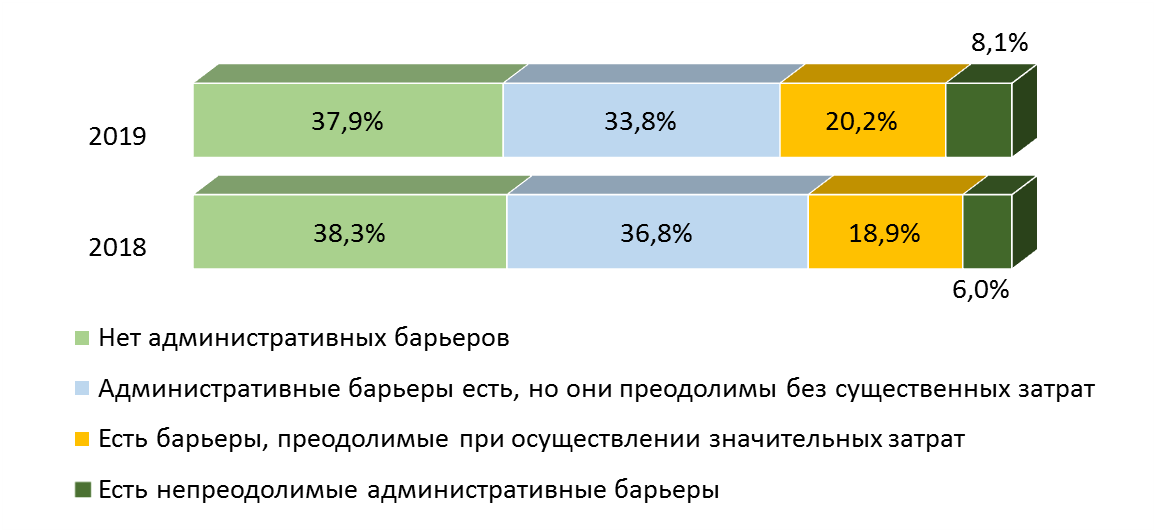 8,1%
2019
37,9%
33,8%
20,2%
2018
38,3%
36,8%
18,9%
6,0%
Нет административных барьеров
Административные барьеры есть, но они преодолимы без существенных затрат
Есть барьеры, преодолимые при осуществлении значительных затрат
Есть непреодолимые административные барьеры